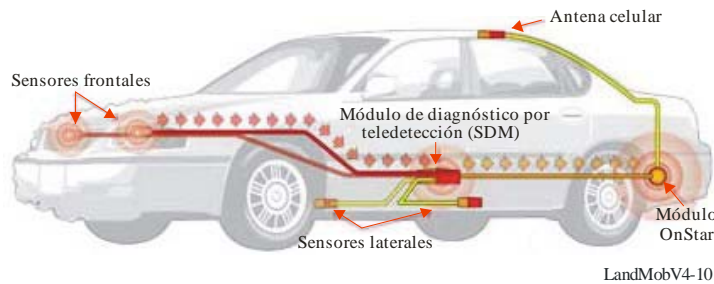 Antena celular
Sensores frontales
Módulo de diagnóstico por
teledetección (SDM)
Sensores laterales
Módulo
OnStar
LandMobV4-10